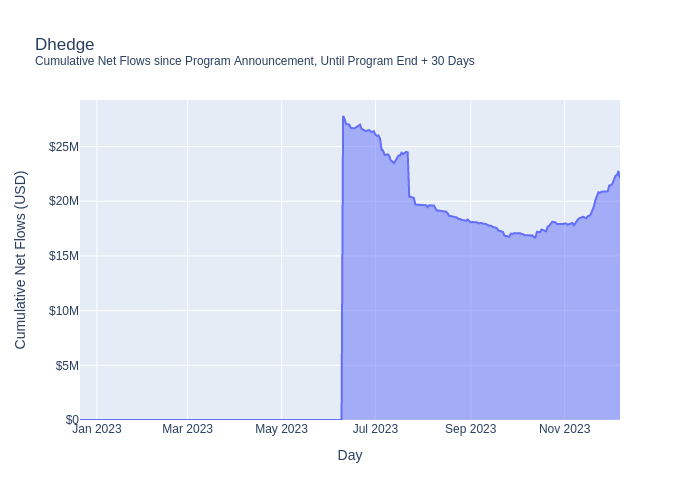 Dhedge
Cumulative Net Flows since Program Announcement, Until Program End + 30 Days
Cumulative Net Flows (USD)
$25M
$20M
$15M
$10M
$5M
$0
Jan 2023 Mar 2023 May 2023 Jul 2023 Sep 2023 Nov 2023
Day